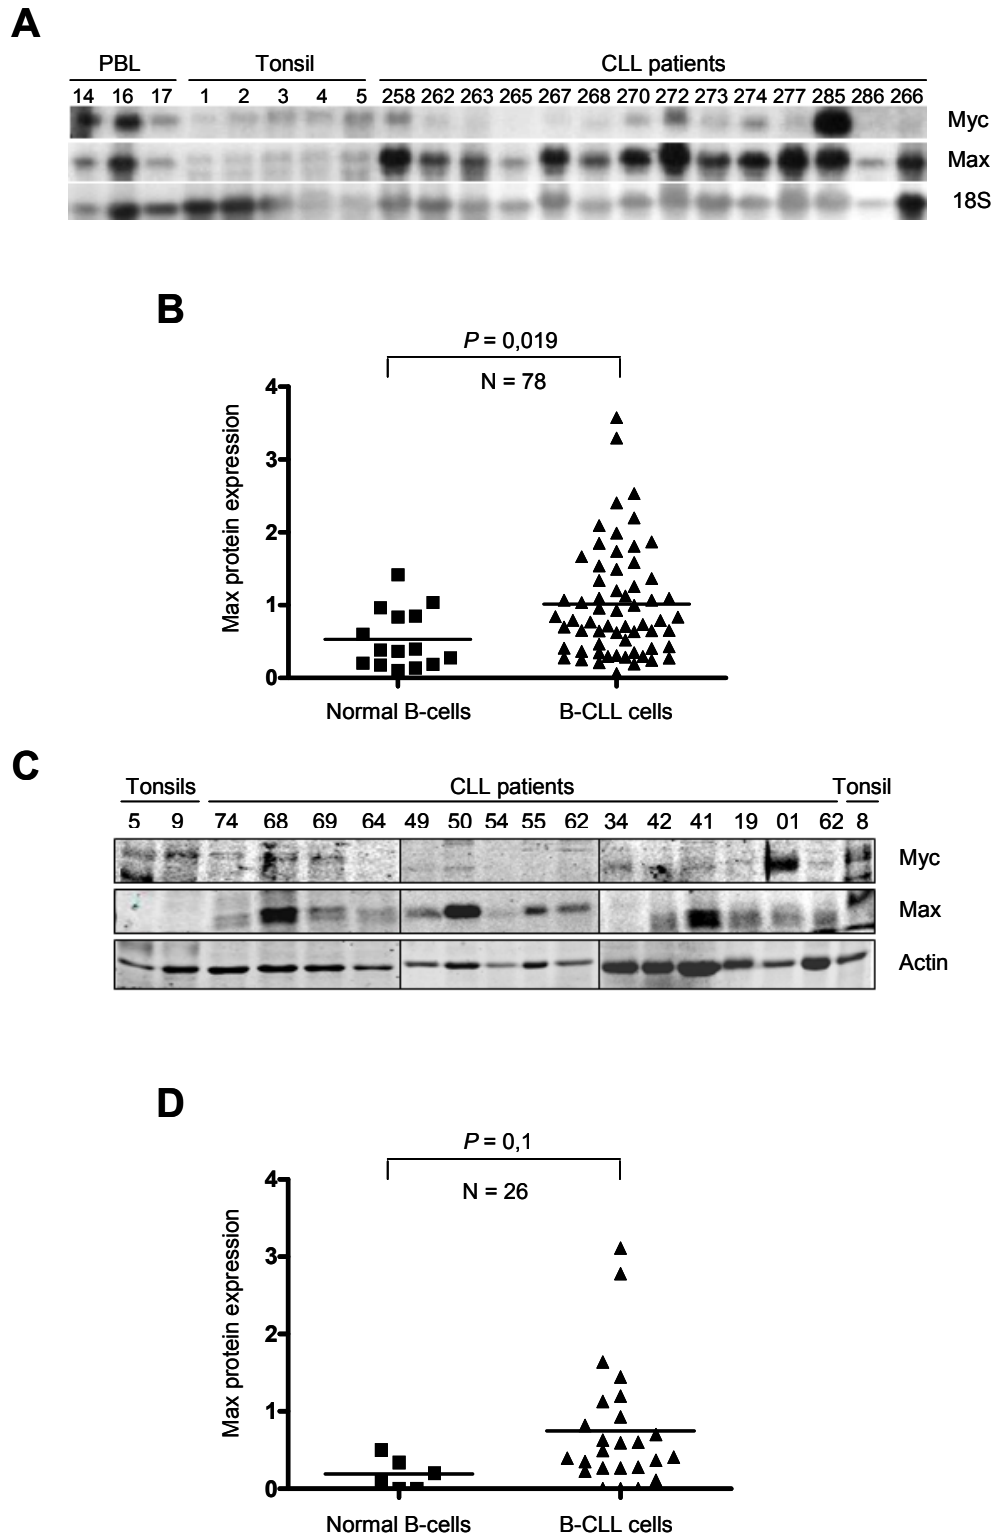 A
PBL Tonsil CLL patients
14 16 17 1 2 3 4 5 258 262 263 265 267 268 270 272 273 274 277 285 286 266
Myc
Max
18S
B
P = 0,019
N = 78
4
3
2
1
0
Max protein expression
Normal B-cells B-CLL cells
C
Tonsils CLL patients Tonsil
5 9 74 68 69 64 49 50 54 55 62 34 42 41 19 01 62 8
Myc
Max
Actin
D
P = 0,1
N = 26
4
3
2
1
0
Max protein expression
Normal B-cells B-CLL cells